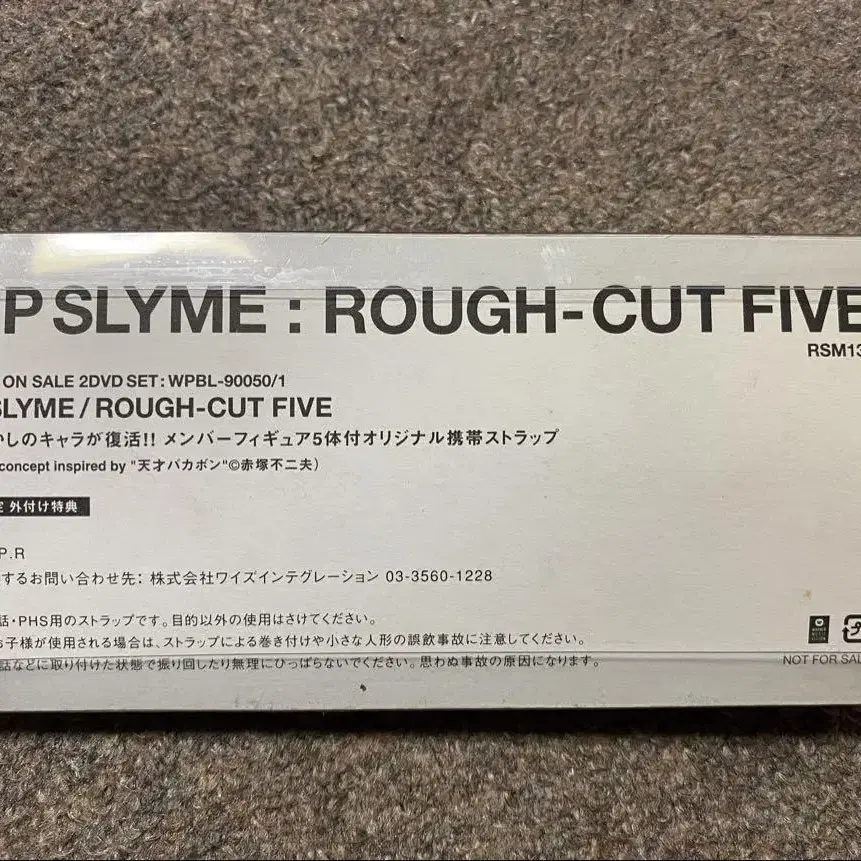 P SLYME : ROUGH-CUT FIVE
RSM13
ON SALE 2DVD SET : WPBL-90050/1
SLYME / ROUGH-CUT FIVE
かしのキャラが復活!! メンバーフィギュア5体付オリジナル携帯ストラップ
concept inspired by "天才バカボン"©赤塚不二夫)
定 外付け特典
P.R
するお問い合わせ先: 株式会社ワイズインテグレーション 03-3560-1228
話・PHS用のストラップです。目的以外の使用はさけてください。
お子様が使用される場合は、ストラップによる巻き付けや小さな人形の誤飲事故に注意してください。
話などに取り付けた状態で振り回したり無理にひっぱらないでください。思わぬ事故の原因になります。
NOT FOR SAL